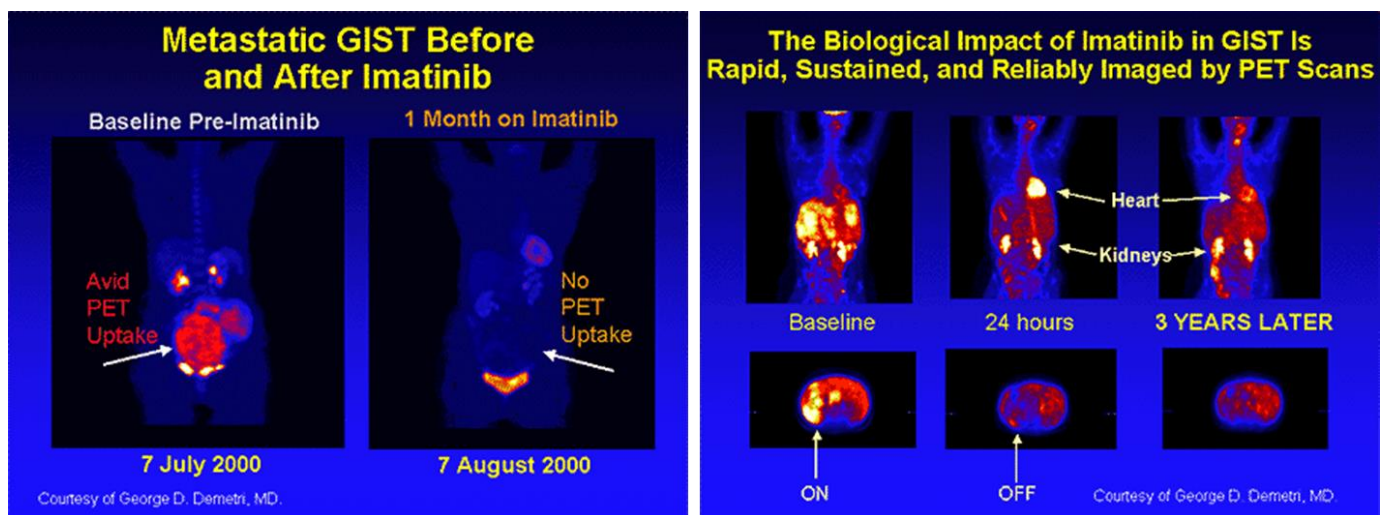 Metastatic GIST Before
and After Imatinib
Baseline Pre-Imatinib
1 Month on Imatinib
Avid
PET
Uptake
No
PET
Uptake
7 July 2000
7 August 2000
Courtesy of George D. Demetri, MD.
The Biological Impact of Imatinib in GIST Is
Rapid, Sustained, and Reliably Imaged by PET Scans
Heart
Kidneys
Baseline
24 hours
3 YEARS LATER
ON
OFF
Courtesy of George D. Demetri, MD.